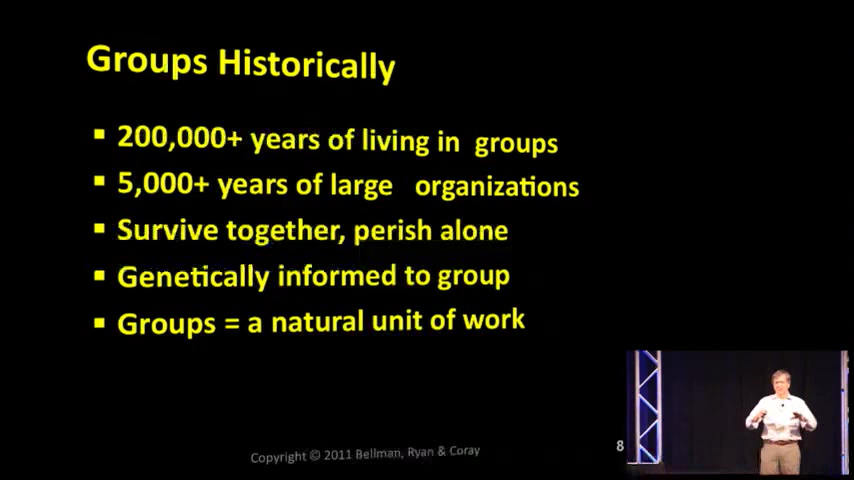 Groups Historically
▪ 200,000+ years of living in groups
▪ 5,000+ years of large organizations
▪ Survive together, perish alone
▪ Genetically informed to group
▪ Groups = a natural unit of work
Copyright © 2011 Bellman, Ryan & Coray
8